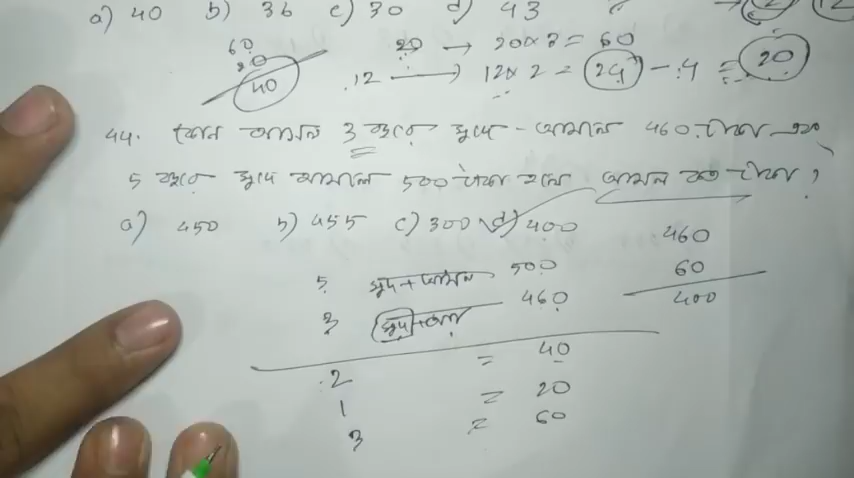 a) 40 b) 36 c) 30 d) 43
60
20
40
20 → 20×3 = 60
12 → 12×2 = 24 - 4 = 20
44. কোন আসল 3 বছরে সুদে - আসলে 460 টাকা এবং
5 বছরে সুদে আসলে 500 টাকা হলে আসল কত টাকা?
a) 450 b) 455 c) 300 d) 400
5 সুদ+আসল 500
3 সুদ+আসল 460
2 = 40
1 = 20
3 = 60
460
60
400